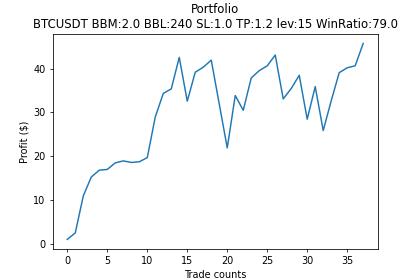 Portfolio
BTCUSDT BBM:2.0 BBL:240 SL:1.0 TP:1.2 lev:15 WinRatio:79.0
Profit ($)
40
30
20
10
0
0 5 10 15 20 25 30 35
Trade counts